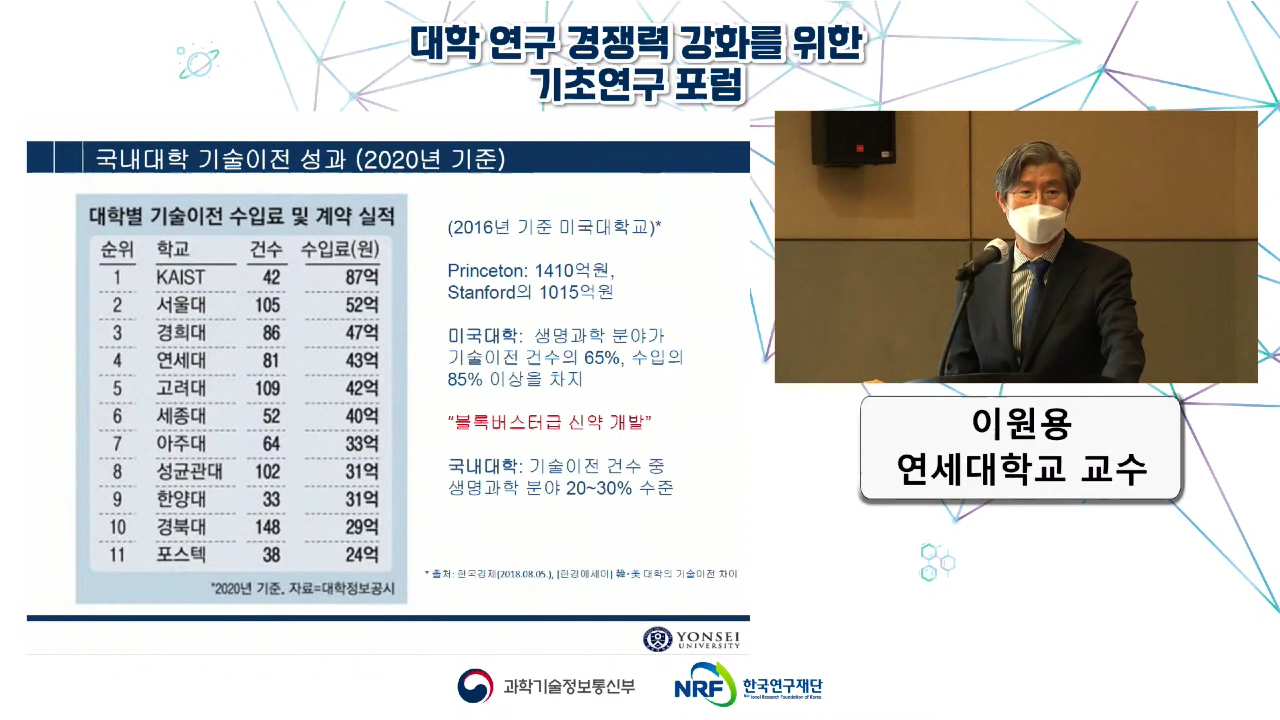 대학 연구 경쟁력 강화를 위한
기초연구 포럼
국내대학 기술이전 성과 (2020년 기준)
대학별 기술이전 수입료 및 계약 실적
순위 학교 건수 수입료(원)
1 KAIST 42 87억
2 서울대 105 52억
3 경희대 86 47억
4 연세대 81 43억
5 고려대 109 42억
6 세종대 52 40억
7 아주대 64 33억
8 성균관대 102 31억
9 한양대 33 31억
10 경북대 148 29억
11 포스텍 38 24억
*2020년 기준. 자료=대학정보공시
(2016년 기준 미국대학교)*
Princeton: 1410억원,
Stanford의 1015억원
미국대학: 생명과학 분야가
기술이전 건수의 65%, 수입의
85% 이상을 차지
“블록버스터급 신약 개발”
국내대학: 기술이전 건수 중
생명과학 분야 20~30% 수준
* 출처: 한국경제(2018.08.05.), [한경에세이] 韓·美 대학의 기술이전 차이
YONSEI
UNIVERSITY
이원용
연세대학교 교수
과학기술정보통신부
NRF 한국연구재단
National Research Foundation of Korea